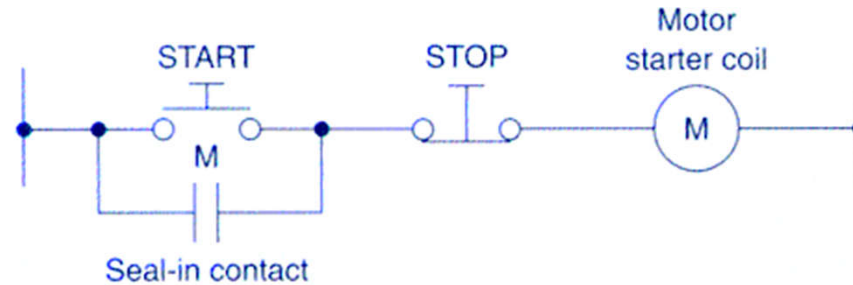 Motor
START
STOP
starter coil
M
M
Seal-in contact